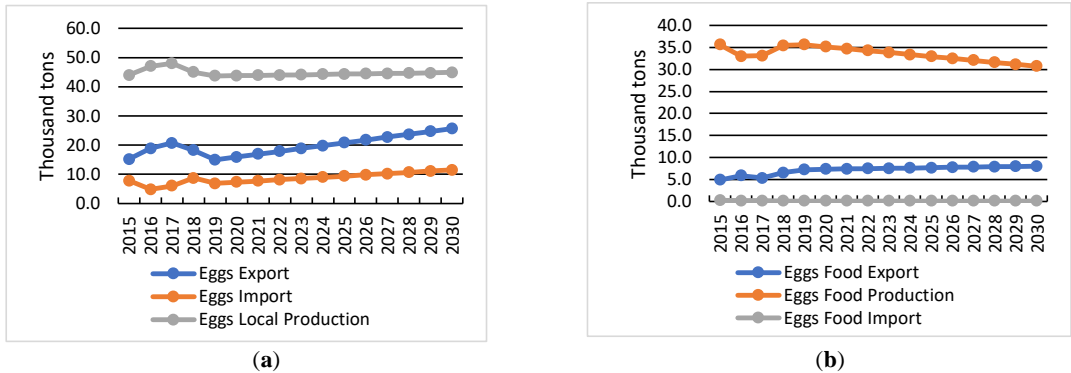 Thousand tons
60.0
50.0
40.0
30.0
20.0
10.0
0.0
2015 2016 2017 2018 2019 2020 2021 2022 2023 2024 2025 2026 2027 2028 2029 2030
Eggs Export
Eggs Import
Eggs Local Production
(a)
Thousand tons
40.0
35.0
30.0
25.0
20.0
15.0
10.0
5.0
0.0
2015 2016 2017 2018 2019 2020 2021 2022 2023 2024 2025 2026 2027 2028 2029 2030
Eggs Food Export
Eggs Food Production
Eggs Food Import
(b)